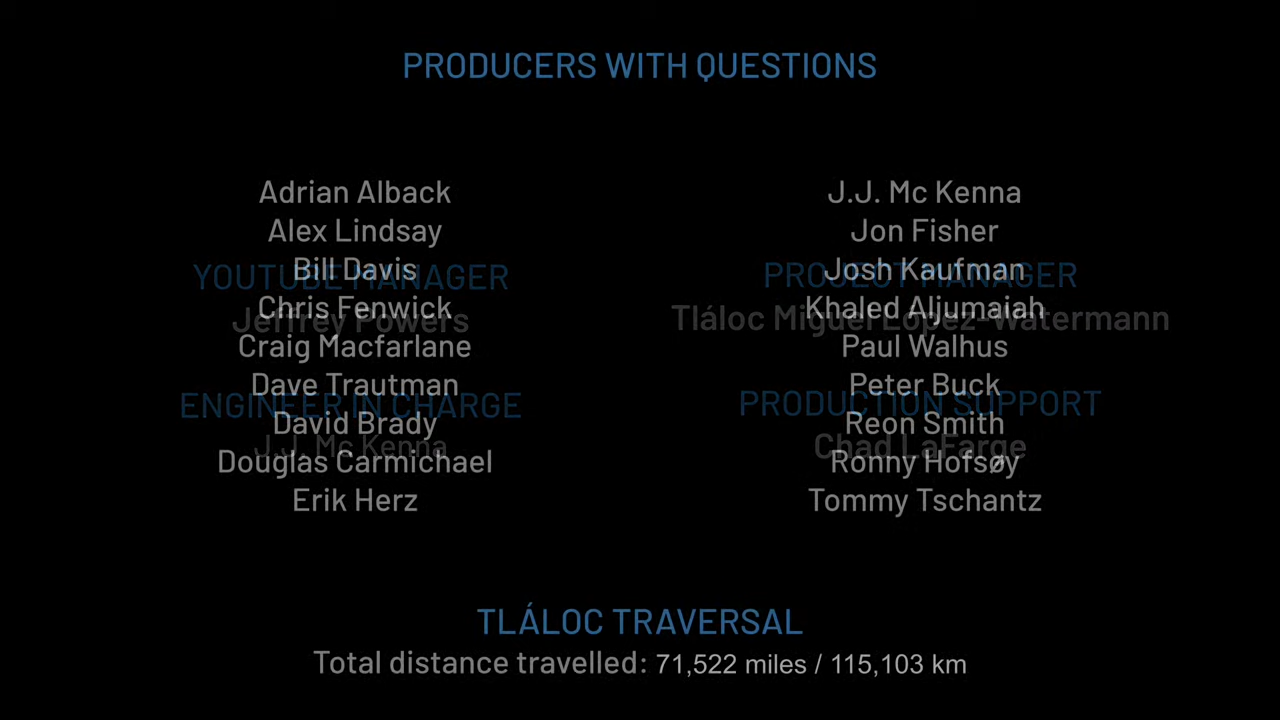 PRODUCERS WITH QUESTIONS
Adrian Alback
Alex Lindsay
Bill Davis
Chris Fenwick
Craig Macfarlane
Dave Trautman
David Brady
Douglas Carmichael
Erik Herz
J.J. Mc Kenna
Jon Fisher
Josh Kaufman
Khaled Aljumaiah
Paul Walhus
Peter Buck
Reon Smith
Ronny Hofsøy
Tommy Tschantz
YOUTUBE MANAGER
Jeffrey Powers
ENGINEER IN CHARGE
J.J. Mc Kenna
PROJECT MANAGER
Tláloc Miguel López-Watermann
PRODUCTION SUPPORT
Chad LaFarge
TLÁLOC TRAVERSAL
Total distance travelled: 71,522 miles / 115,103 km